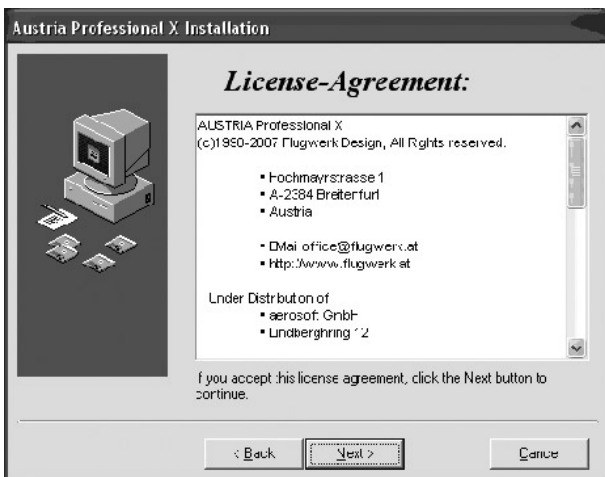 Austria Professional X Installation
License-Agreement:
AUSTRIA Professional X
(c)1990-2007 Flugwerk Design, All Rghts reserved.
▪ Hochmayrstrasse 1
▪ A-2384 Breitenfurt
▪ Austria
▪ EMail office@flugwerk.at
▪ http://www.flugwerk.at
Under Distribution of
▪ aerosoft GmbH
▪ Lindberghring 12
If you accept this license agreement, click the Next button to
continue.
< Back
Next >
Cancel